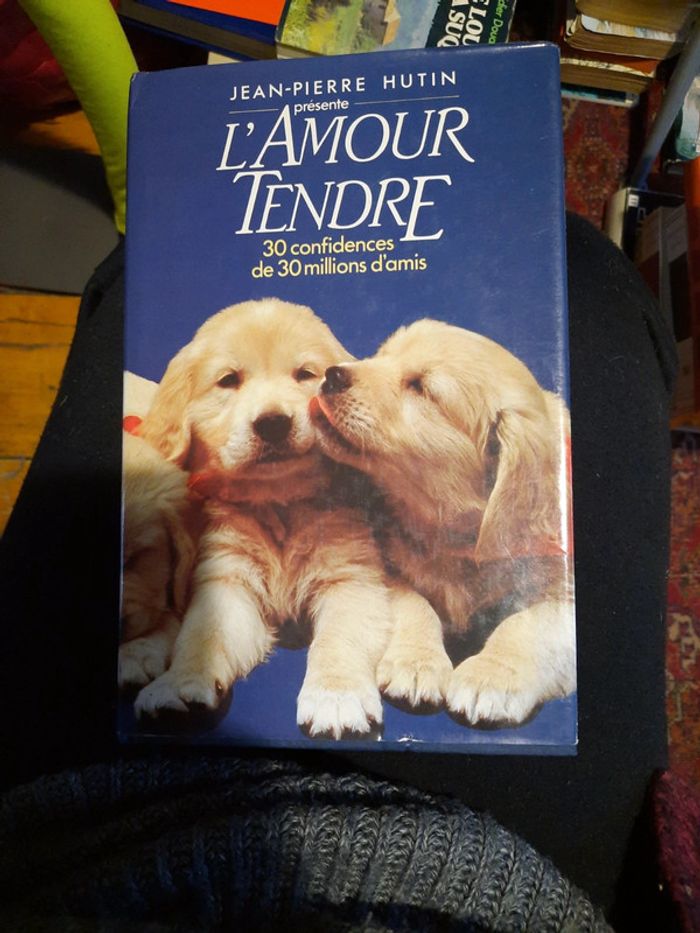 JEAN-PIERRE HUTIN
présente
L'AMOUR
TENDRE
30 confidences
de 30 millions d'amis